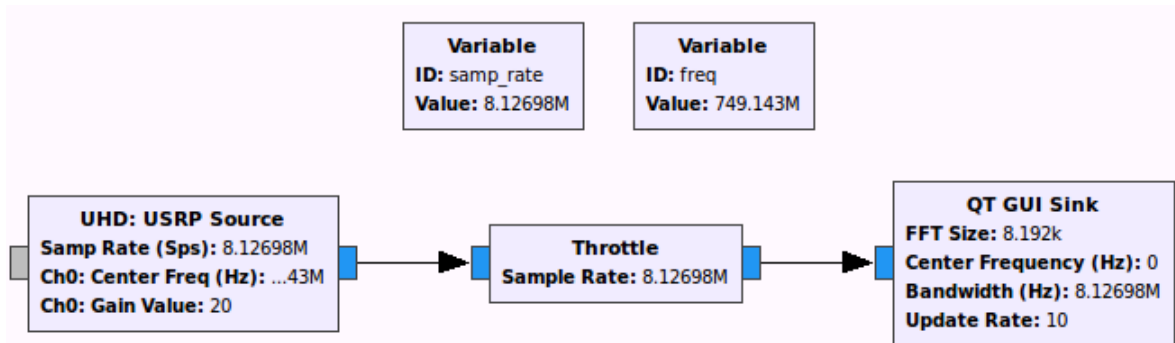 Variable
ID: samp_rate
Value: 8.12698M
Variable
ID: freq
Value: 749.143M
UHD: USRP Source
Samp Rate (Sps): 8.12698M
Ch0: Center Freq (Hz): ...43M
Ch0: Gain Value: 20
Throttle
Sample Rate: 8.12698M
QT GUI Sink
FFT Size: 8.192k
Center Frequency (Hz): 0
Bandwidth (Hz): 8.12698M
Update Rate: 10